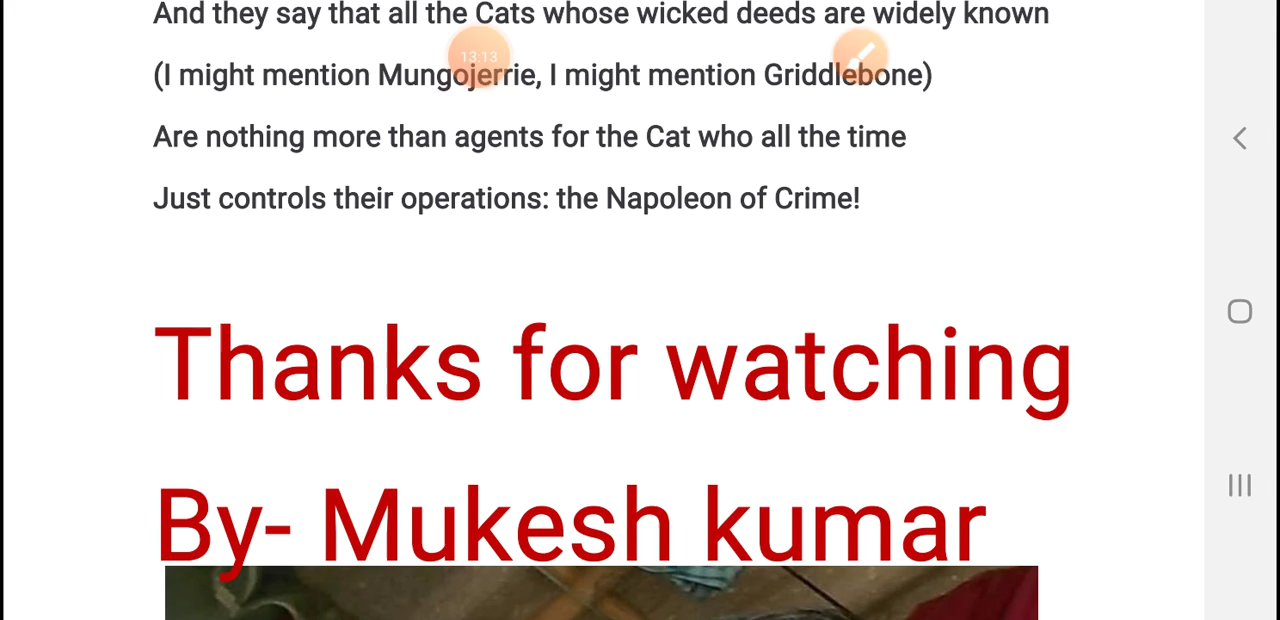 And they say that all the Cats whose wicked deeds are widely known
13:13
(I might mention Mungojerrie, I might mention Griddlebone)
Are nothing more than agents for the Cat who all the time
Just controls their operations: the Napoleon of Crime!
Thanks for watching
By- Mukesh kumar